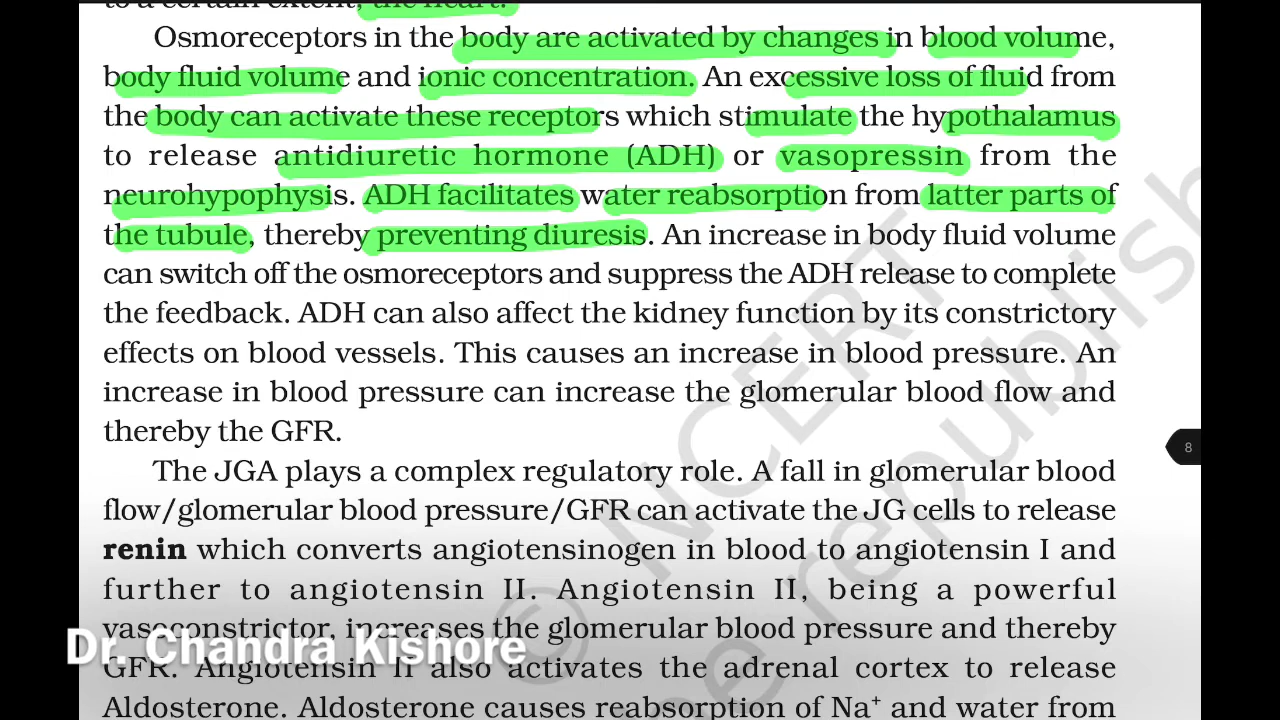 to a certain extent, the heart.
Osmoreceptors in the body are activated by changes in blood volume,
body fluid volume and ionic concentration. An excessive loss of fluid from
the body can activate these receptors which stimulate the hypothalamus
to release antidiuretic hormone (ADH) or vasopressin from the
neurohypophysis. ADH facilitates water reabsorption from latter parts of
the tubule, thereby preventing diuresis. An increase in body fluid volume
can switch off the osmoreceptors and suppress the ADH release to complete
the feedback. ADH can also affect the kidney function by its constrictory
effects on blood vessels. This causes an increase in blood pressure. An
increase in blood pressure can increase the glomerular blood flow and
thereby the GFR.
The JGA plays a complex regulatory role. A fall in glomerular blood
flow/glomerular blood pressure/GFR can activate the JG cells to release
renin which converts angiotensinogen in blood to angiotensin I and
further to angiotensin II. Angiotensin II, being a powerful
vasoconstrictor, increases the glomerular blood pressure and thereby
GFR. Angiotensin II also activates the adrenal cortex to release
Aldosterone. Aldosterone causes reabsorption of Na⁺ and water from
8
Dr. Chandra Kishore
© NCERT
be republish